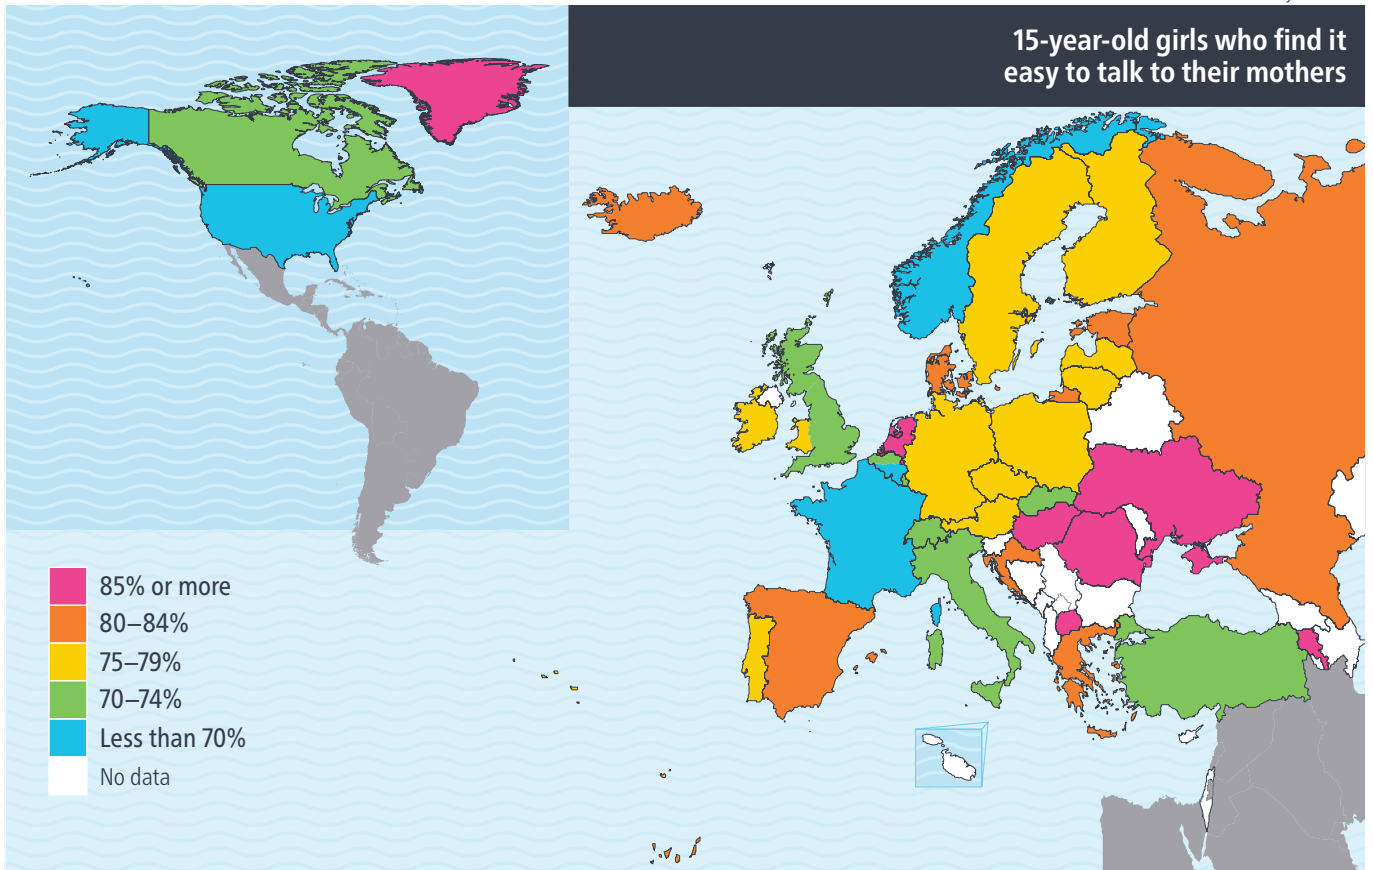 15-year-old girls who find it
easy to talk to their mothers
85% or more
80–84%
75–79%
70–74%
Less than 70%
No data